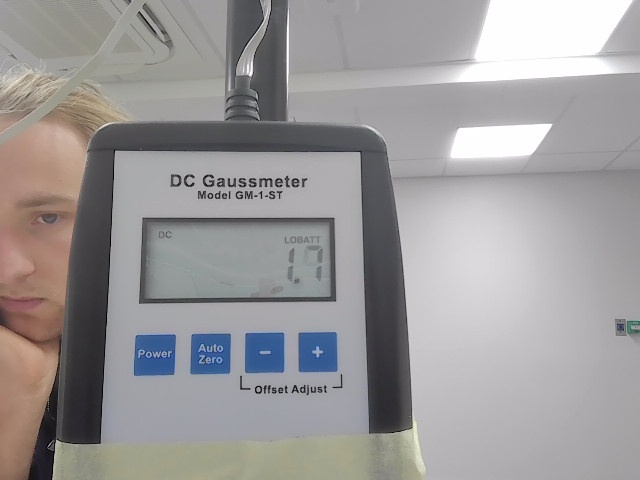 DC Gaussmeter
Model GM-1-ST
DC
LOBATT
1.7
Power
Auto
Zero
-
+
Offset Adjust